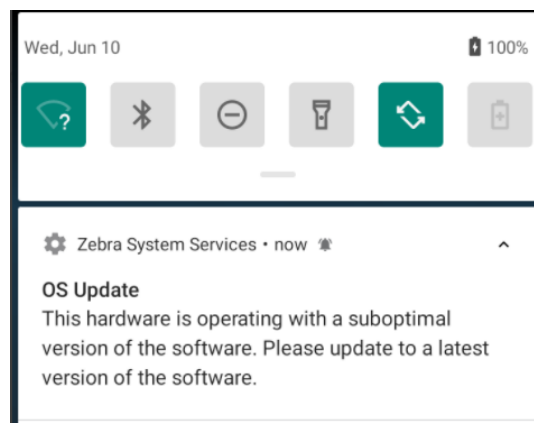 Wed, Jun 10
100%
?
Zebra System Services • now
OS Update
This hardware is operating with a suboptimal
version of the software. Please update to a latest
version of the software.